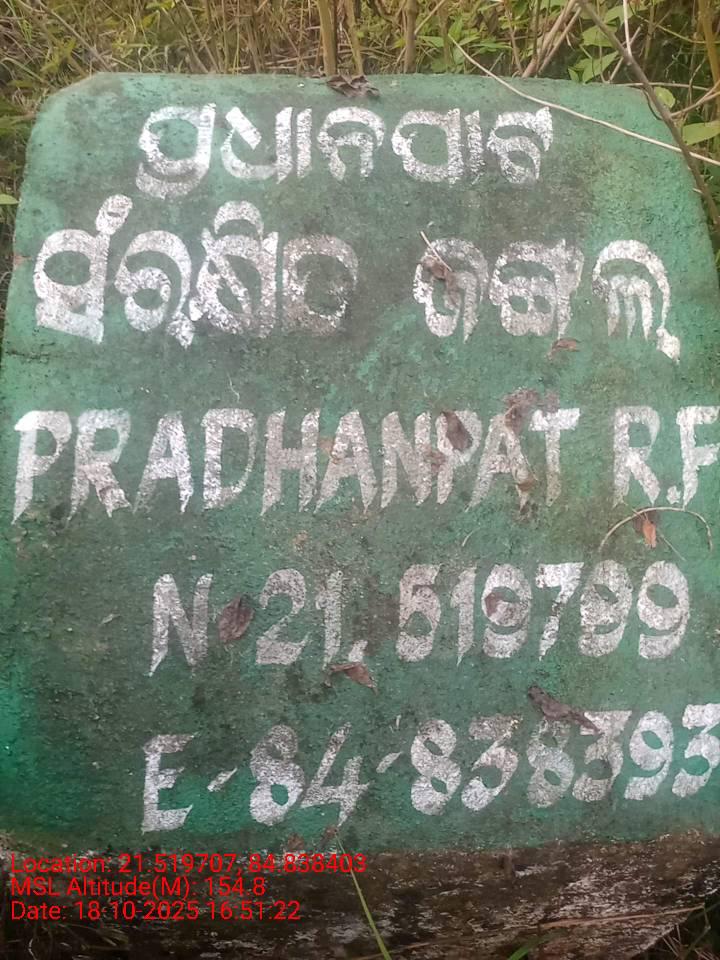 ପ୍ରଧାନପାଟ
ସଂରକ୍ଷିତ ଜଙ୍ଗଲ
PRADHANPAT R.F
N-21.519799
E-84-838393
Location: 21.519707, 84.838403
MSL Altitude(M): 154.8
Date: 18-10-2025 16:51:22